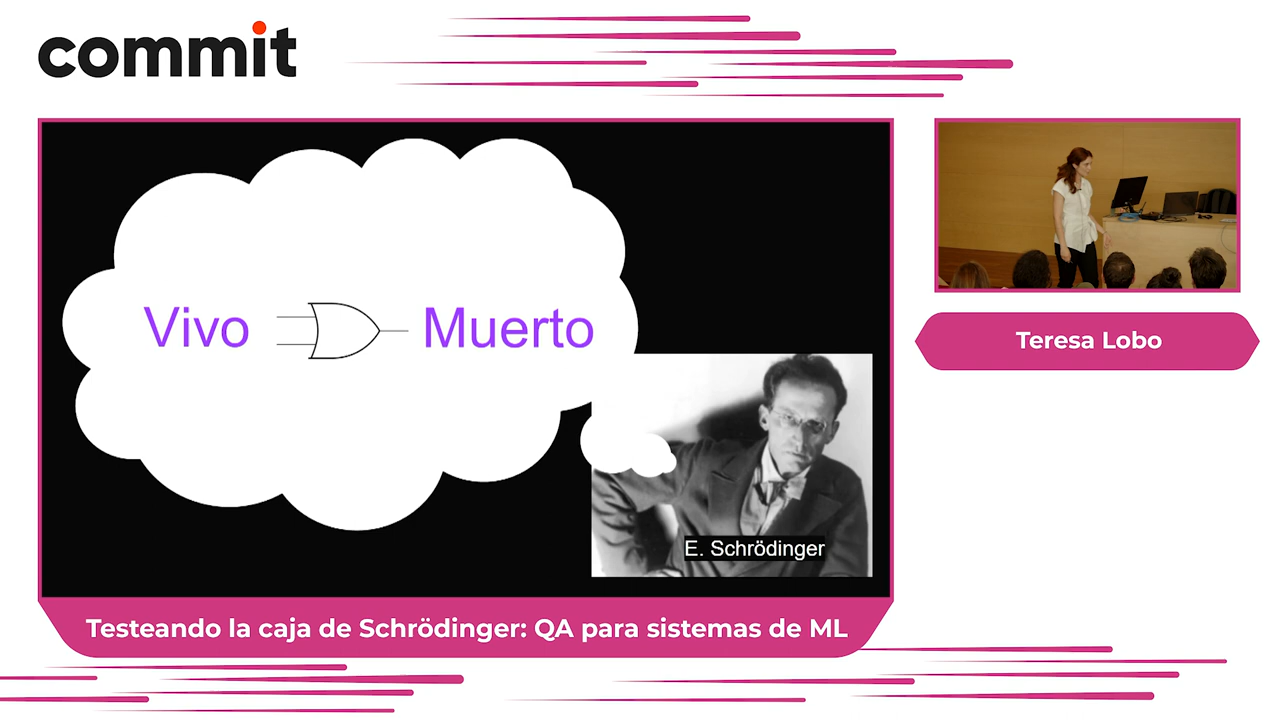 commit
Vivo Muerto
E. Schrödinger
Teresa Lobo
Testeando la caja de Schrödinger: QA para sistemas de ML